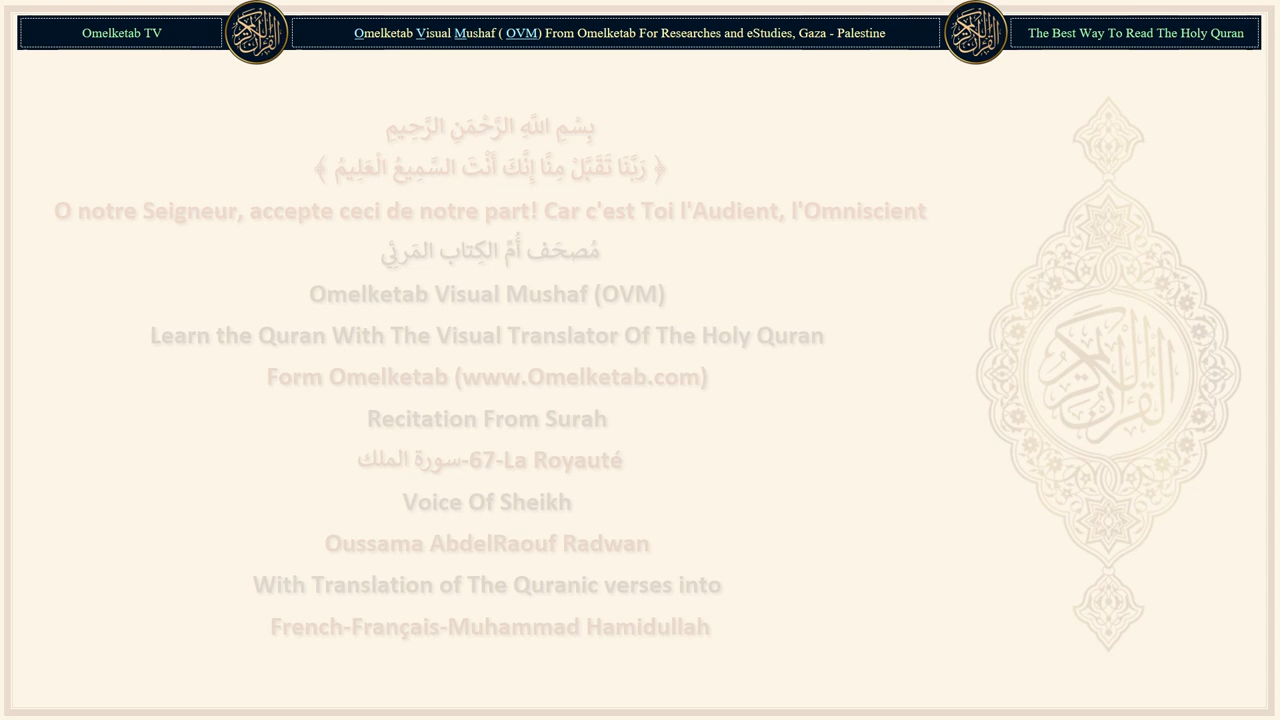 Omelketab TV
Omelketab Visual Mushaf ( OVM) From Omelketab For Researches and eStudies, Gaza - Palestine
The Best Way To Read The Holy Quran
بِسْمِ اللَّهِ الرَّحْمَنِ الرَّحِيمِ
﴿ رَبَّنَا تَقَبَّلْ مِنَّا إِنَّكَ أَنْتَ السَّمِيعُ الْعَلِيمُ ﴾
O notre Seigneur, accepte ceci de notre part! Car c'est Toi l'Audient, l'Omniscient
مُصحَف أُمِّ الكِتابِ المَرئِي
Omelketab Visual Mushaf (OVM)
Learn the Quran With The Visual Translator Of The Holy Quran
Form Omelketab (www.Omelketab.com)
Recitation From Surah
سورة الملك-67-La Royauté
Voice Of Sheikh
Oussama AbdelRaouf Radwan
With Translation of The Quranic verses into
French-Français-Muhammad Hamidullah
القرآن الكريم